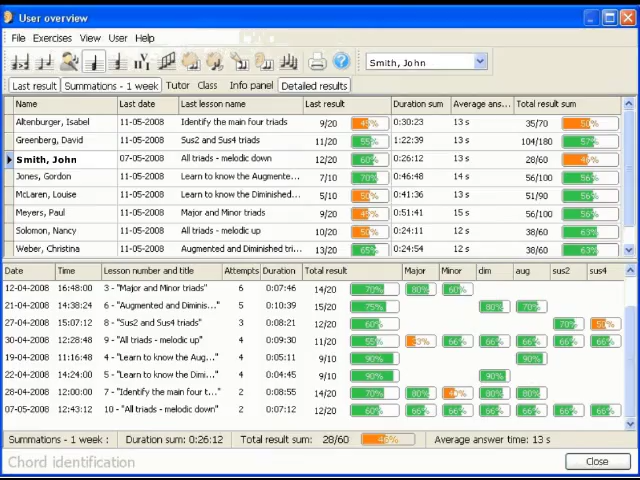 User overview
File Exercises View User Help
Smith, John
Last result Summations - 1 week Tutor Class Info panel Detailed results
Name Last date Last lesson name Last result Duration sum Average ans... Total result sum
Altenburger, Isabel 11-05-2008 Identify the main four triads 9/20 45% 0:30:23 13 s 35/70 50%
Greenberg, David 11-05-2008 Sus2 and Sus4 triads 11/20 55% 1:22:39 13 s 104/180 57%
Smith, John 07-05-2008 All triads - melodic down 12/20 60% 0:26:12 13 s 28/60 46%
Jones, Gordon 11-05-2008 Learn to know the Augmente... 7/10 70% 0:46:48 14 s 56/100 56%
McLaren, Louise 11-05-2008 Learn to know the Diminished... 5/10 50% 0:41:36 13 s 51/90 56%
Meyers, Paul 11-05-2008 Major and Minor triads 9/20 45% 0:51:41 15 s 56/100 56%
Solomon, Nancy 11-05-2008 All triads - melodic up 10/20 50% 0:24:44 12 s 38/60 63%
Weber, Christina 11-05-2008 Augmented and Diminished tri... 13/20 65% 0:24:54 12 s 38/60 63%
Date Time Lesson number and title Attempts Duration Total result Major Minor dim aug sus2 sus4
12-04-2008 16:48:00 3 - "Major and Minor triads" 6 0:07:46 14/20 70% 80% 60%
21-04-2008 14:38:24 6 - "Augmented and Diminis... 5 0:10:39 15/20 75% 80% 70%
27-04-2008 15:07:12 8 - "Sus2 and Sus4 triads" 3 0:08:21 12/20 60% 70% 50%
30-04-2008 12:28:48 9 - "All triads - melodic up" 4 0:09:30 11/20 55% 33% 66% 66% 66% 66% 66%
19-04-2008 11:16:48 4 - "Learn to know the Aug... 4 0:05:11 9/10 90% 90%
22-04-2008 14:24:00 5 - "Learn to know the Dimi... 4 0:05:11 9/10 90% 90%
28-04-2008 12:00:00 7 - "Identify the main four t... 2 0:08:55 14/20 70% 80% 40% 80% 80%
07-05-2008 12:43:12 10 - "All triads - melodic down" 2 0:07:12 12/20 60% 66% 66% 66% 66% 66% 66%
Summations - 1 week : Duration sum: 0:26:12 Total result sum: 28/60 46% Average answer time: 13 s
Chord identification Close